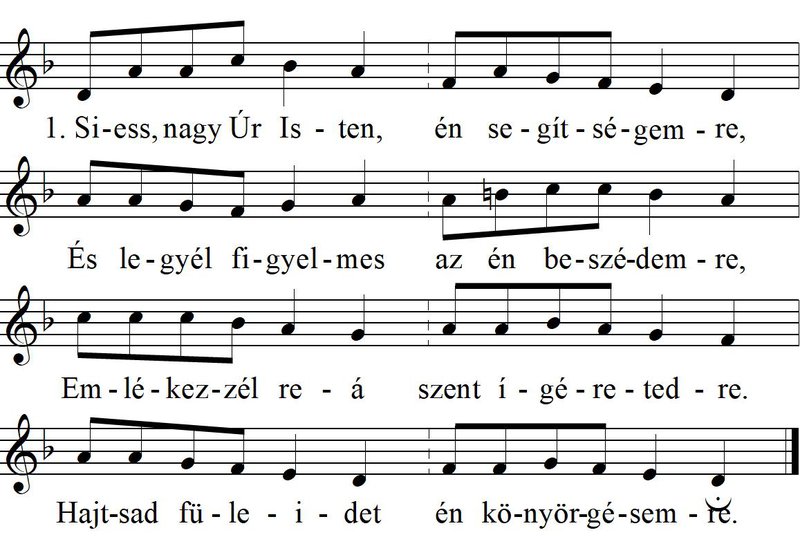 1. Si-ess, nagy Úr Is - ten, én se-gít-sé-gem-re,
És le-gyél fi-gyel-mes az én be-szé-dem-re,
Em-lé-kez-zél re - á szent í-gé-re-ted-re.
Hajt-sad fü-le-i-det én kö-nyör-gé-sem-re.